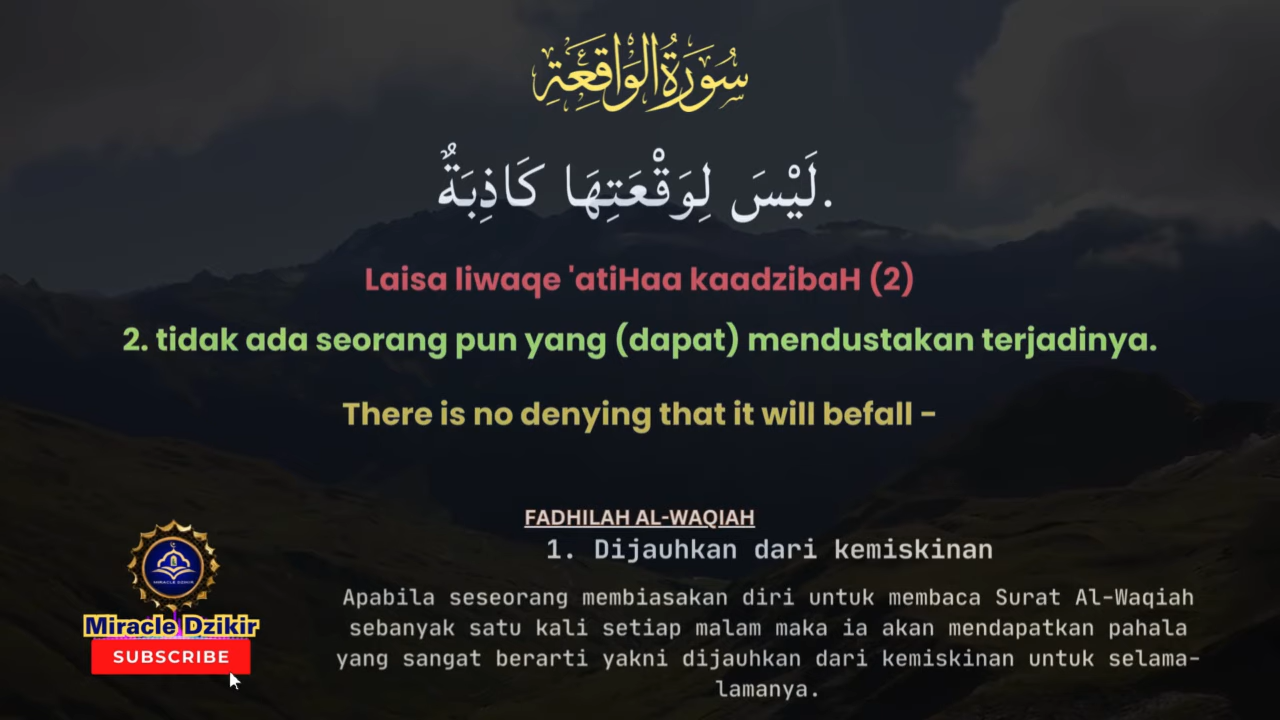 سُورَةُ الوَاقِعَةِ
لَيْسَ لِوَقْعَتِهَا كَاذِبَةٌ.
Laisa liwaqe 'atiHaa kaadzibaH (2)
2. tidak ada seorang pun yang (dapat) mendustakan terjadinya.
There is no denying that it will befall -
FADHILAH AL-WAQIAH
1. Dijauhkan dari kemiskinan
Apabila seseorang membiasakan diri untuk membaca Surat Al-Waqiah
sebanyak satu kali setiap malam maka ia akan mendapatkan pahala
yang sangat berarti yakni dijauhkan dari kemiskinan untuk selama-
lamanya.
MIRACLE DZIKIR
Miracle Dzikir
SUBSCRIBE